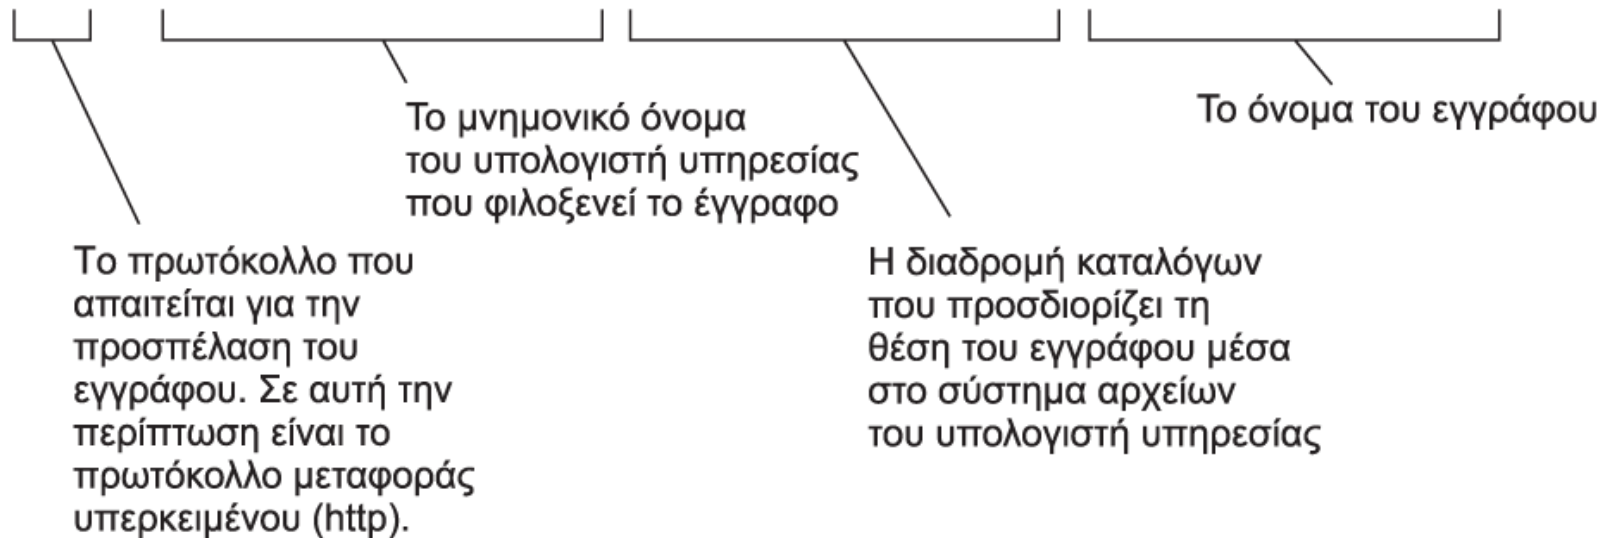 Το όνομα του εγγράφου
Το μνημονικό όνομα
του υπολογιστή υπηρεσίας
που φιλοξενεί το έγγραφο
Το πρωτόκολλο που
απαιτείται για την
προσπέλαση του
εγγράφου. Σε αυτή την
περίπτωση είναι το
πρωτόκολλο μεταφοράς
υπερκειμένου (http).
Η διαδρομή καταλόγων
που προσδιορίζει τη
θέση του εγγράφου μέσα
στο σύστημα αρχείων
του υπολογιστή υπηρεσίας